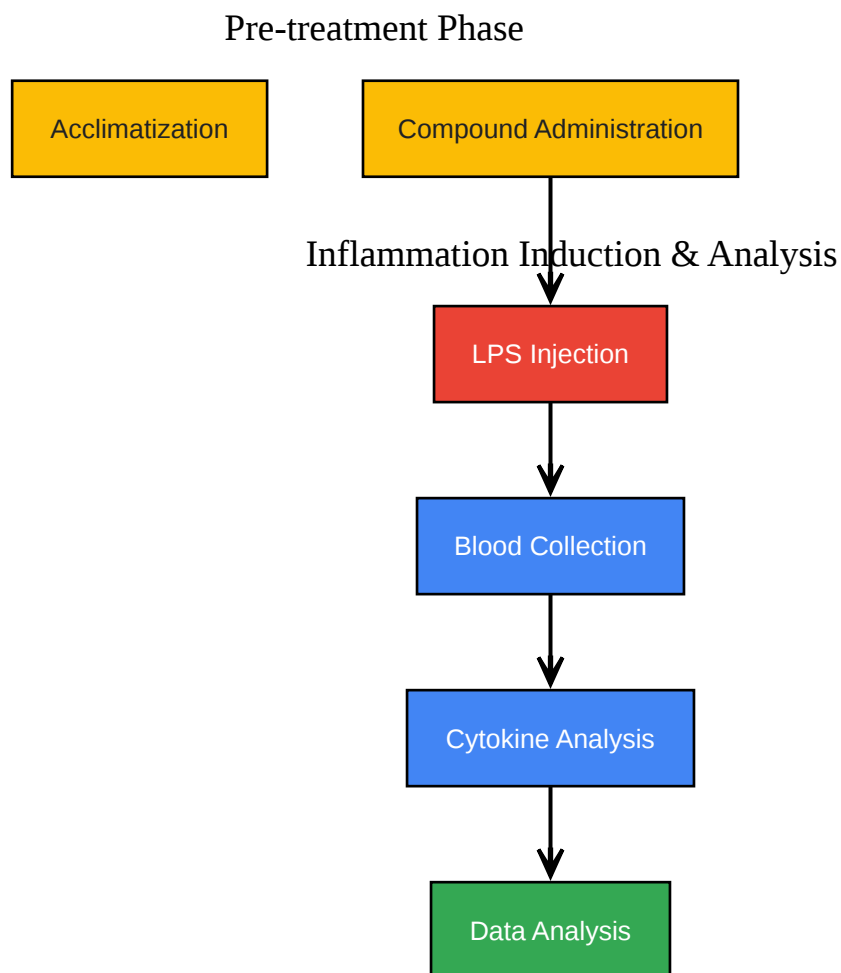 Pre-treatment Phase
Acclimatization
Compound Administration
Inflammation Induction & Analysis
LPS Injection
Blood Collection
Cytokine Analysis
Data Analysis